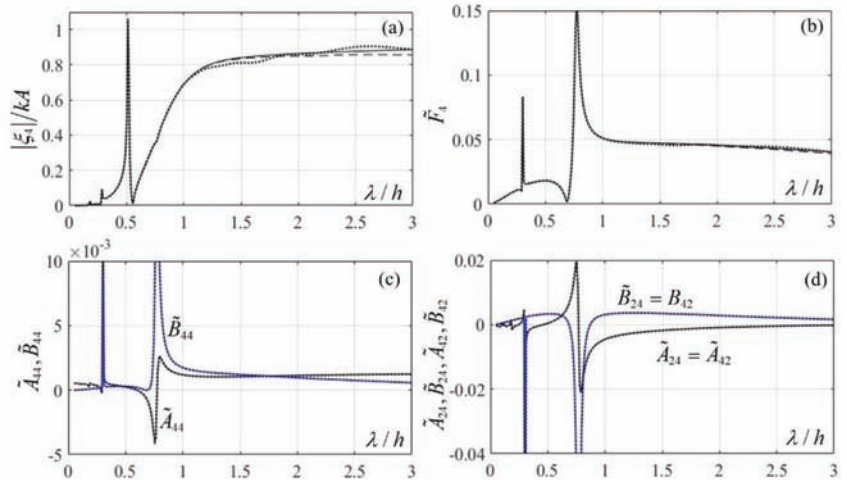 (a)
|ξ₄|/kA
1
0.8
0.6
0.4
0.2
0
0 0.5 1 1.5 2 2.5 3
λ / h
(b)
F̃₄
0.15
0.10
0.05
0
0 0.5 1 1.5 2 2.5 3
λ / h
(c)
×10⁻³
Ã₄₄, B̃₄₄
10
5
0
-5
B̃₄₄
Ã₄₄
0 0.5 1 1.5 2 2.5 3
λ / h
(d)
Ã₂₄, B̃₂₄, Ã₄₂, B̃₄₂
0.02
0
-0.02
-0.04
B̃₂₄ = B₄₂
Ã₂₄ = Ã₄₂
0 0.5 1 1.5 2 2.5 3
λ / h